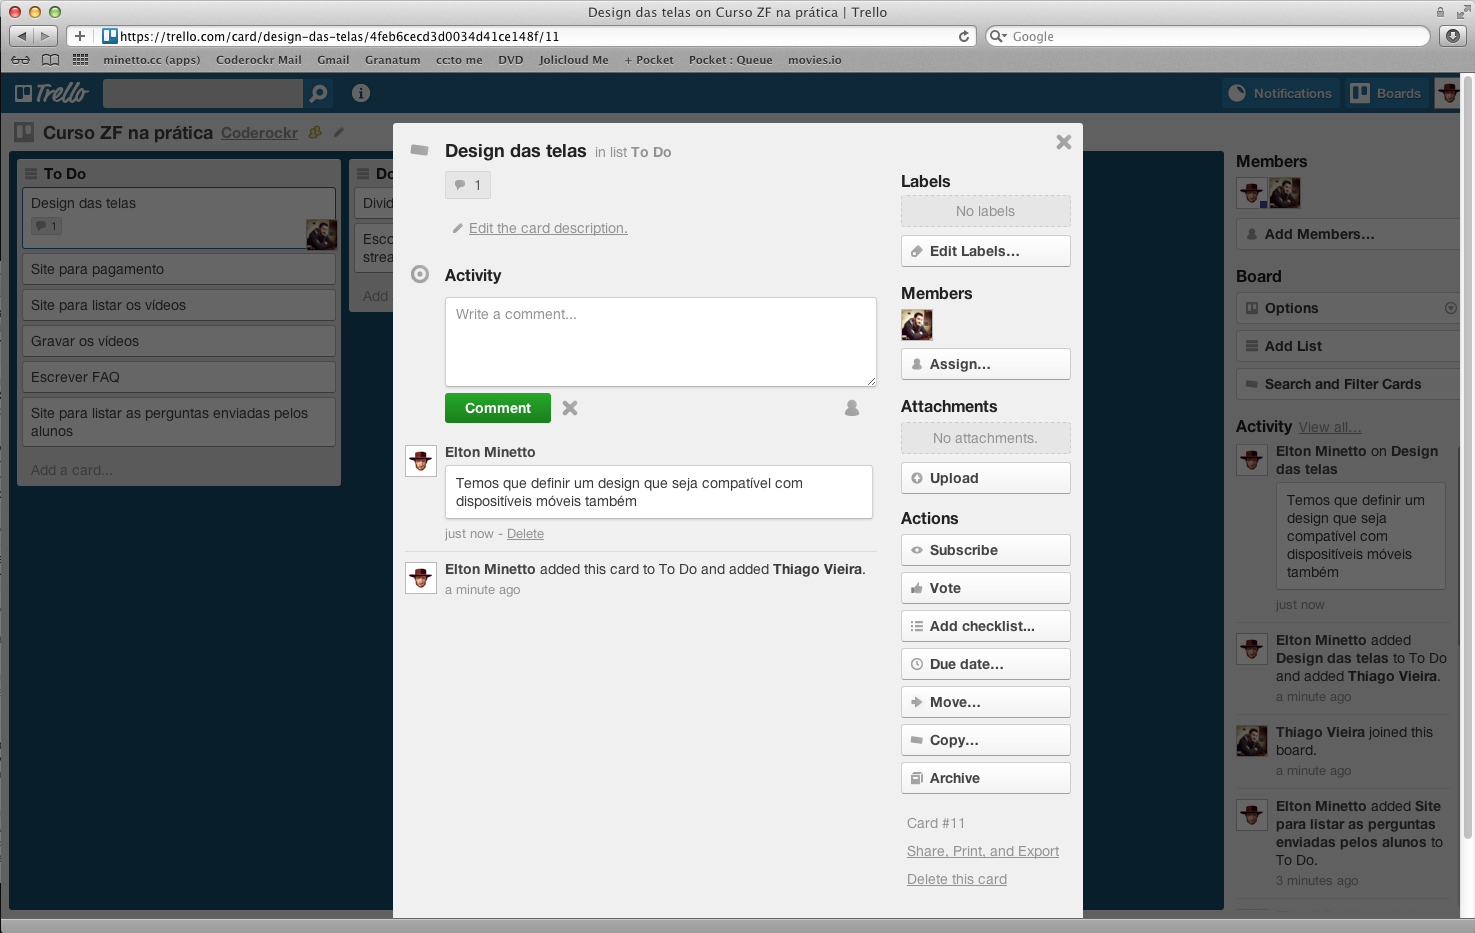 Design das telas on Curso ZF na prática | Trello
https://trello.com/card/design-das-telas/4feb6cecd3d0034d41ce148f/11
Google
minetto.cc (apps) Coderockr Mail Gmail Granatum cc:to me DVD Jolicloud Me + Pocket Pocket : Queue movies.io
Trello
Notifications
Boards
Curso ZF na prática Coderockr
To Do
Design das telas
1
Site para pagamento
Site para listar os vídeos
Gravar os vídeos
Escrever FAQ
Site para listar as perguntas enviadas pelos
alunos
Add a card...
Do
Divid
Esco
strea
Add
Design das telas in list To Do
1
Edit the card description.
Activity
Write a comment...
Comment
Elton Minetto
Temos que definir um design que seja compatível com
dispositíveis móveis também
just now - Delete
Elton Minetto added this card to To Do and added Thiago Vieira.
a minute ago
Labels
No labels
Edit Labels...
Members
Assign...
Attachments
No attachments.
Upload
Actions
Subscribe
Vote
Add checklist...
Due date...
Move...
Copy...
Archive
Card #11
Share, Print, and Export
Delete this card
Members
Add Members...
Board
Options
Add List
Search and Filter Cards
Activity View all...
Elton Minetto on Design
das telas
Temos que definir um
design que seja
compatível com
dispositíveis móveis
também
just now
Elton Minetto added
Design das telas to To Do
and added Thiago Vieira.
a minute ago
Thiago Vieira joined this
board.
a minute ago
Elton Minetto added Site
para listar as perguntas
enviadas pelos alunos to
To Do.
3 minutes ago